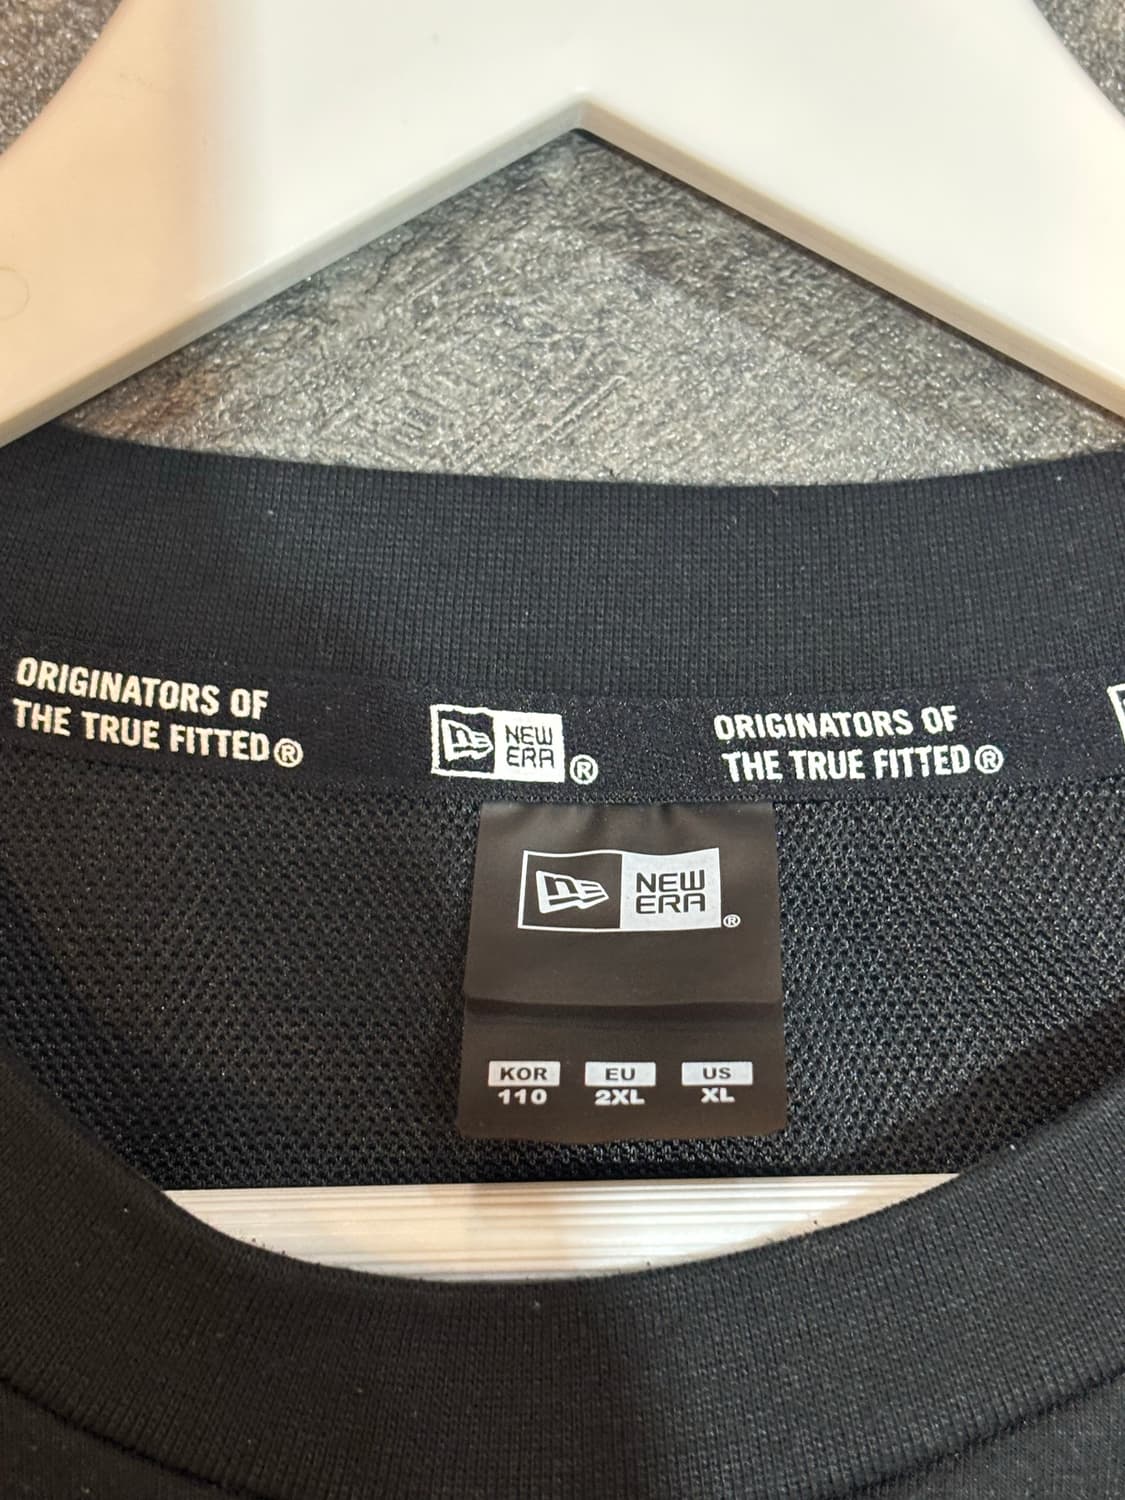 ORIGINATORS OF
THE TRUE FITTED®
NEW
ERA®
ORIGINATORS OF
THE TRUE FITTED®
NEW
ERA®
KOR EU US
110 2XL XL